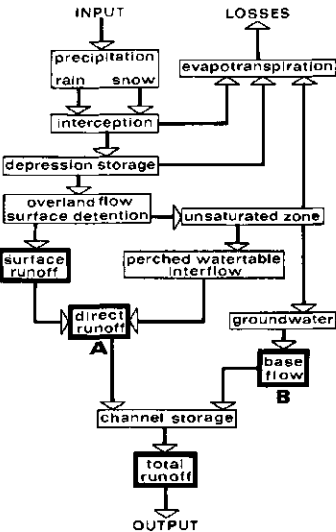 INPUT
LOSSES
precipitation
rain snow
evapotranspiration
interception
depression storage
overland flow
surface detention
unsaturated zone
surface
runoff
perched watertable
interflow
direct
runoff
A
groundwater
base
flow
B
channel storage
total
runoff
OUTPUT